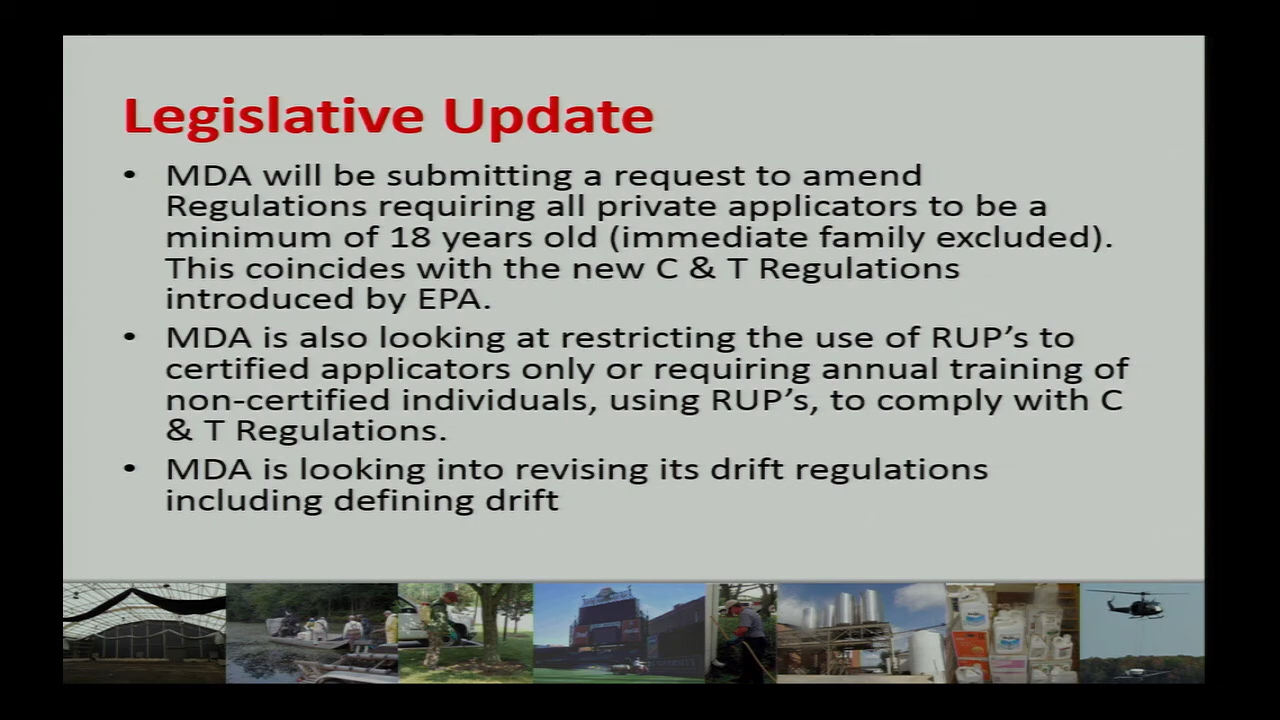 Legislative Update
• MDA will be submitting a request to amend
Regulations requiring all private applicators to be a
minimum of 18 years old (immediate family excluded).
This coincides with the new C & T Regulations
introduced by EPA.
• MDA is also looking at restricting the use of RUP’s to
certified applicators only or requiring annual training of
non-certified individuals, using RUP’s, to comply with C
& T Regulations.
• MDA is looking into revising its drift regulations
including defining drift